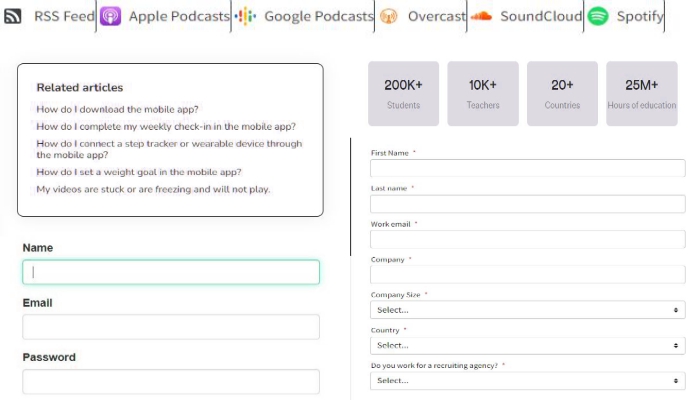 RSS Feed Apple Podcasts Google Podcasts Overcast SoundCloud Spotify
Related articles
How do I download the mobile app?
How do I complete my weekly check-in in the mobile app?
How do I connect a step tracker or wearable device through
the mobile app?
How do I set a weight goal in the mobile app?
My videos are stuck or are freezing and will not play.
Name
Email
Password
200K+ 10K+ 20+ 25M+
Students Teachers Countries Hours of education
First Name *
Last name *
Work email *
Company *
Company Size *
Select...
Country *
Select...
Do you work for a recruiting agency? *
Select...